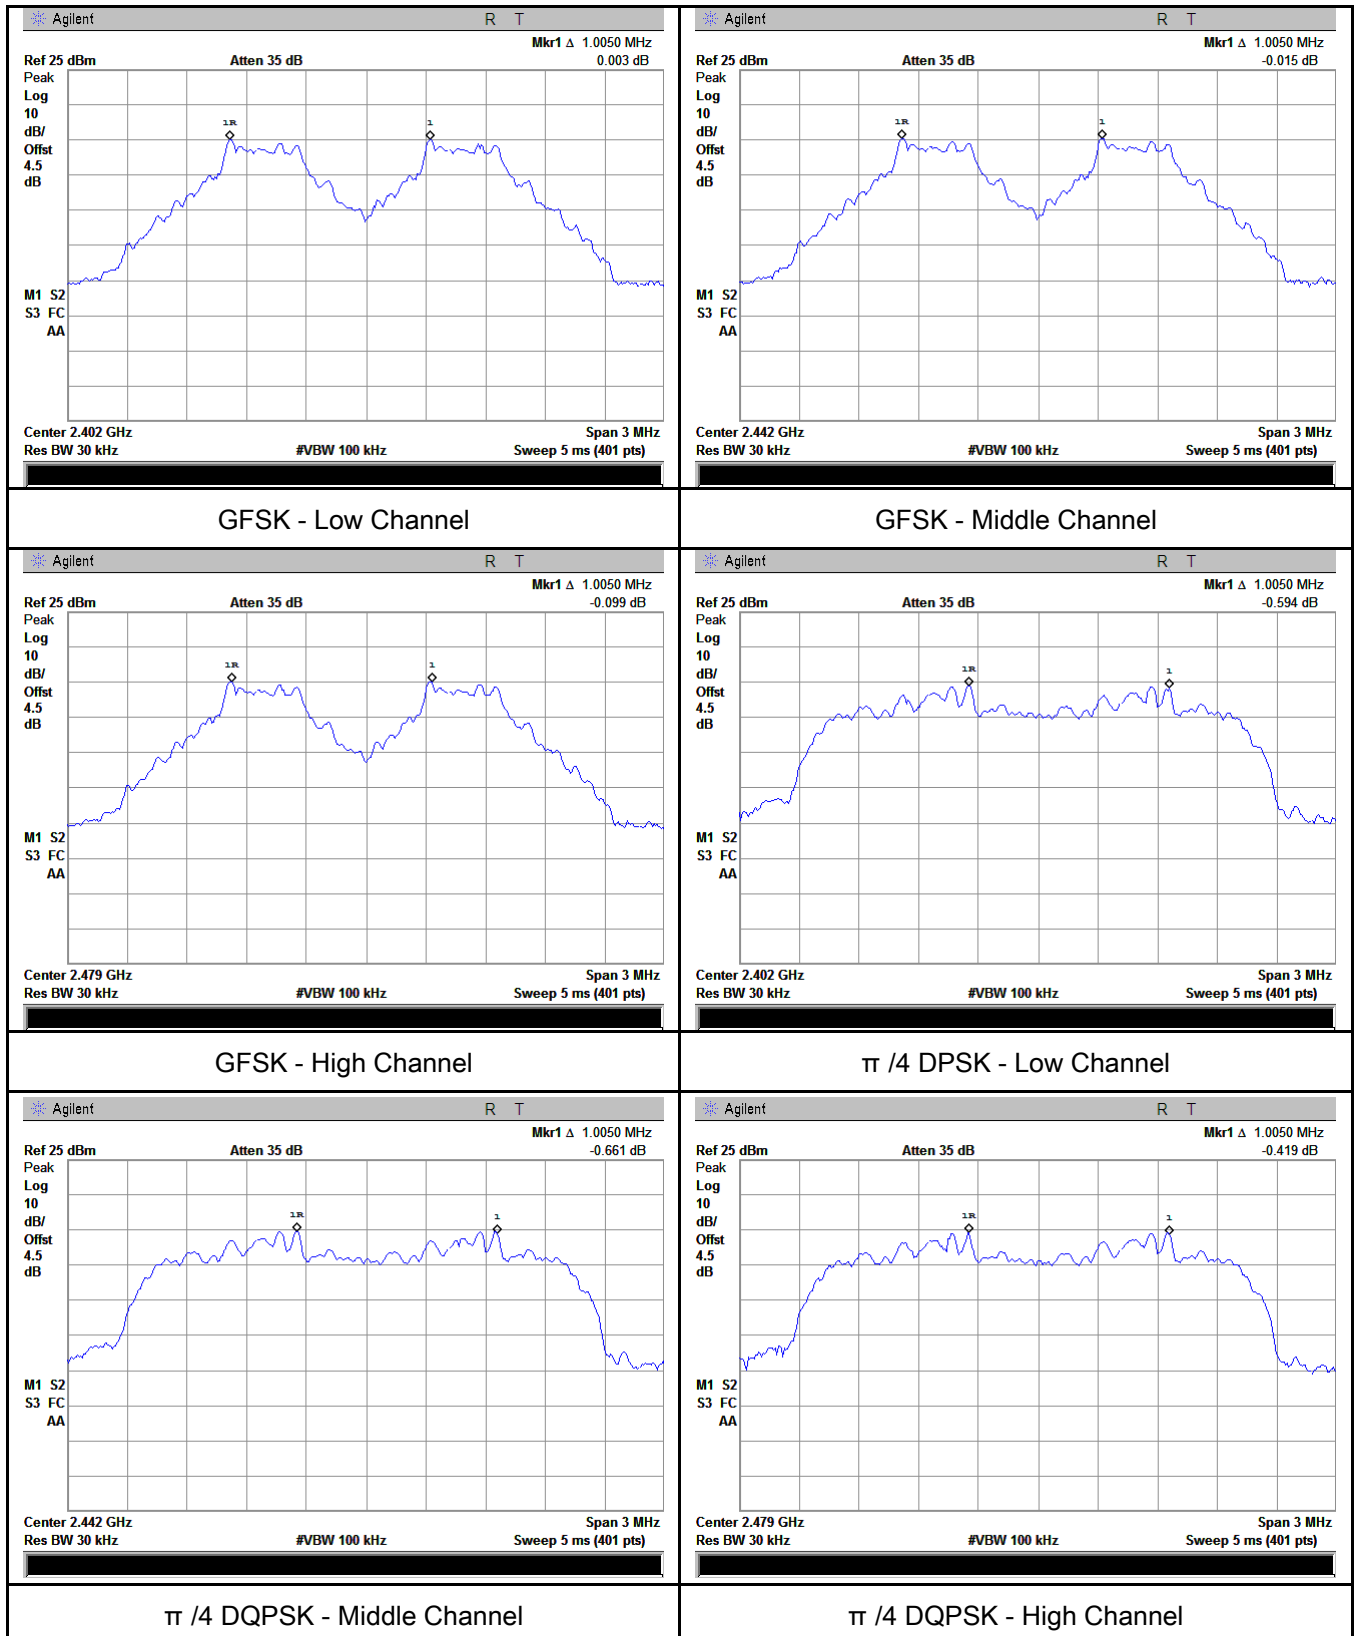 Agilent R T
Mkr1 Δ 1.0050 MHz
Ref 25 dBm Atten 35 dB 0.003 dB
Peak
Log
10
dB/
Offst
4.5
dB
1R 1
M1 S2
S3 FC
AA
Center 2.402 GHz Span 3 MHz
Res BW 30 kHz #VBW 100 kHz Sweep 5 ms (401 pts)
GFSK - Low Channel
Agilent R T
Mkr1 Δ 1.0050 MHz
Ref 25 dBm Atten 35 dB -0.015 dB
Peak
Log
10
dB/
Offst
4.5
dB
1R 1
M1 S2
S3 FC
AA
Center 2.442 GHz Span 3 MHz
Res BW 30 kHz #VBW 100 kHz Sweep 5 ms (401 pts)
GFSK - Middle Channel
Agilent R T
Mkr1 Δ 1.0050 MHz
Ref 25 dBm Atten 35 dB -0.099 dB
Peak
Log
10
dB/
Offst
4.5
dB
1R 1
M1 S2
S3 FC
AA
Center 2.479 GHz Span 3 MHz
Res BW 30 kHz #VBW 100 kHz Sweep 5 ms (401 pts)
GFSK - High Channel
Agilent R T
Mkr1 Δ 1.0050 MHz
Ref 25 dBm Atten 35 dB -0.594 dB
Peak
Log
10
dB/
Offst
4.5
dB
1R 1
M1 S2
S3 FC
AA
Center 2.402 GHz Span 3 MHz
Res BW 30 kHz #VBW 100 kHz Sweep 5 ms (401 pts)
π /4 DPSK - Low Channel
Agilent R T
Mkr1 Δ 1.0050 MHz
Ref 25 dBm Atten 35 dB -0.661 dB
Peak
Log
10
dB/
Offst
4.5
dB
1R 1
M1 S2
S3 FC
AA
Center 2.442 GHz Span 3 MHz
Res BW 30 kHz #VBW 100 kHz Sweep 5 ms (401 pts)
π /4 DQPSK - Middle Channel
Agilent R T
Mkr1 Δ 1.0050 MHz
Ref 25 dBm Atten 35 dB -0.419 dB
Peak
Log
10
dB/
Offst
4.5
dB
1R 1
M1 S2
S3 FC
AA
Center 2.479 GHz Span 3 MHz
Res BW 30 kHz #VBW 100 kHz Sweep 5 ms (401 pts)
π /4 DQPSK - High Channel